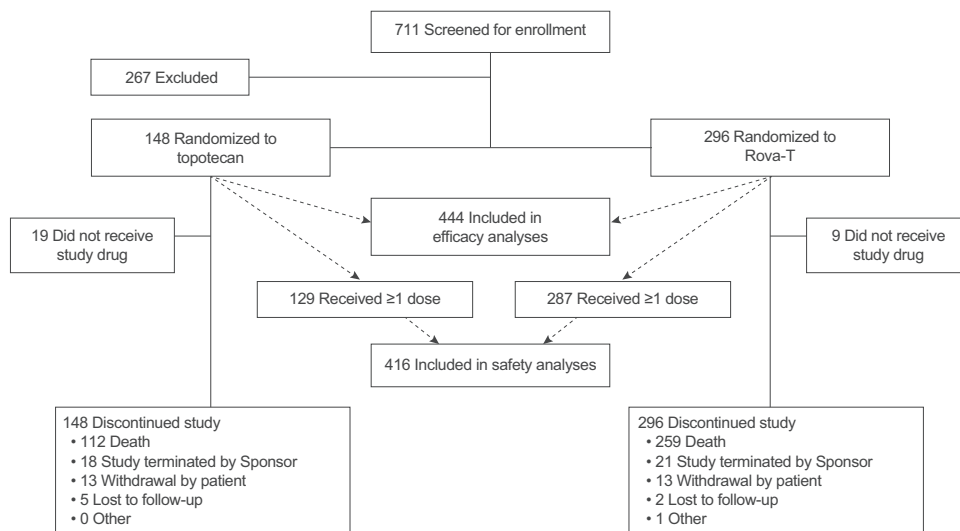 711 Screened for enrollment
267 Excluded
148 Randomized to
topotecan
296 Randomized to
Rova-T
444 Included in
efficacy analyses
19 Did not receive
study drug
9 Did not receive
study drug
129 Received ≥1 dose
287 Received ≥1 dose
416 Included in safety analyses
148 Discontinued study
• 112 Death
• 18 Study terminated by Sponsor
• 13 Withdrawal by patient
• 5 Lost to follow-up
• 0 Other
296 Discontinued study
• 259 Death
• 21 Study terminated by Sponsor
• 13 Withdrawal by patient
• 2 Lost to follow-up
• 1 Other